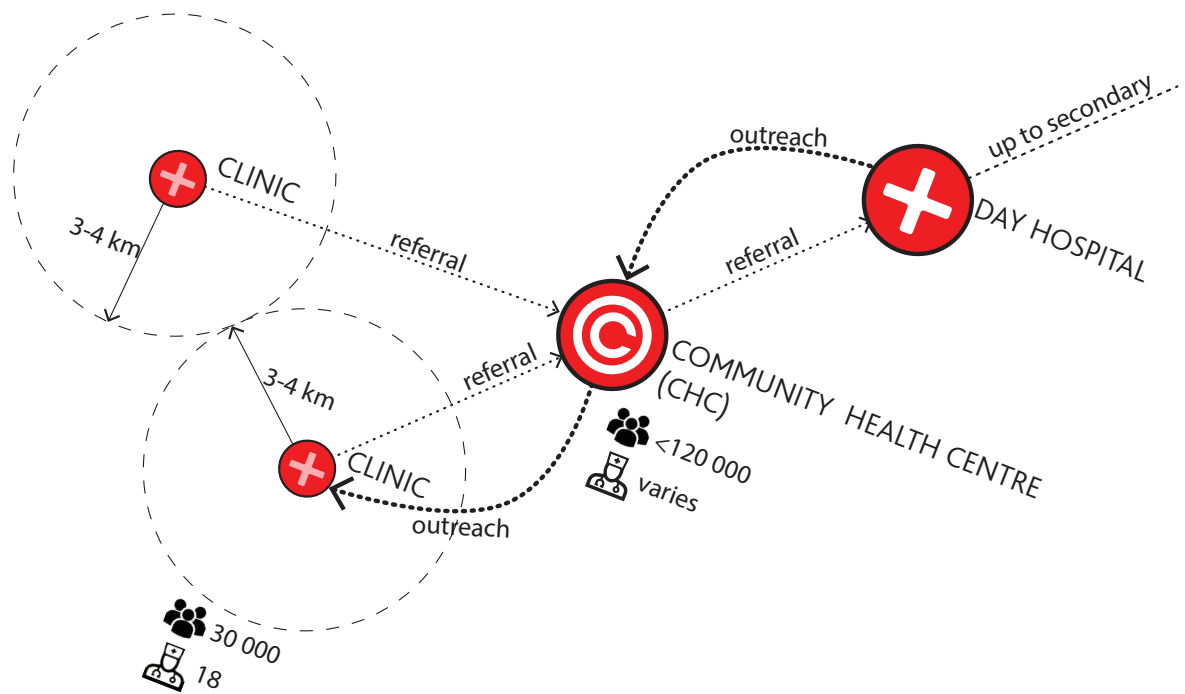 up to secondary
outreach
CLINIC
DAY HOSPITAL
3-4 km
referral
referral
COMMUNITY HEALTH CENTRE
(CHC)
referral
3-4 km
<120 000
varies
CLINIC
outreach
30 000
18